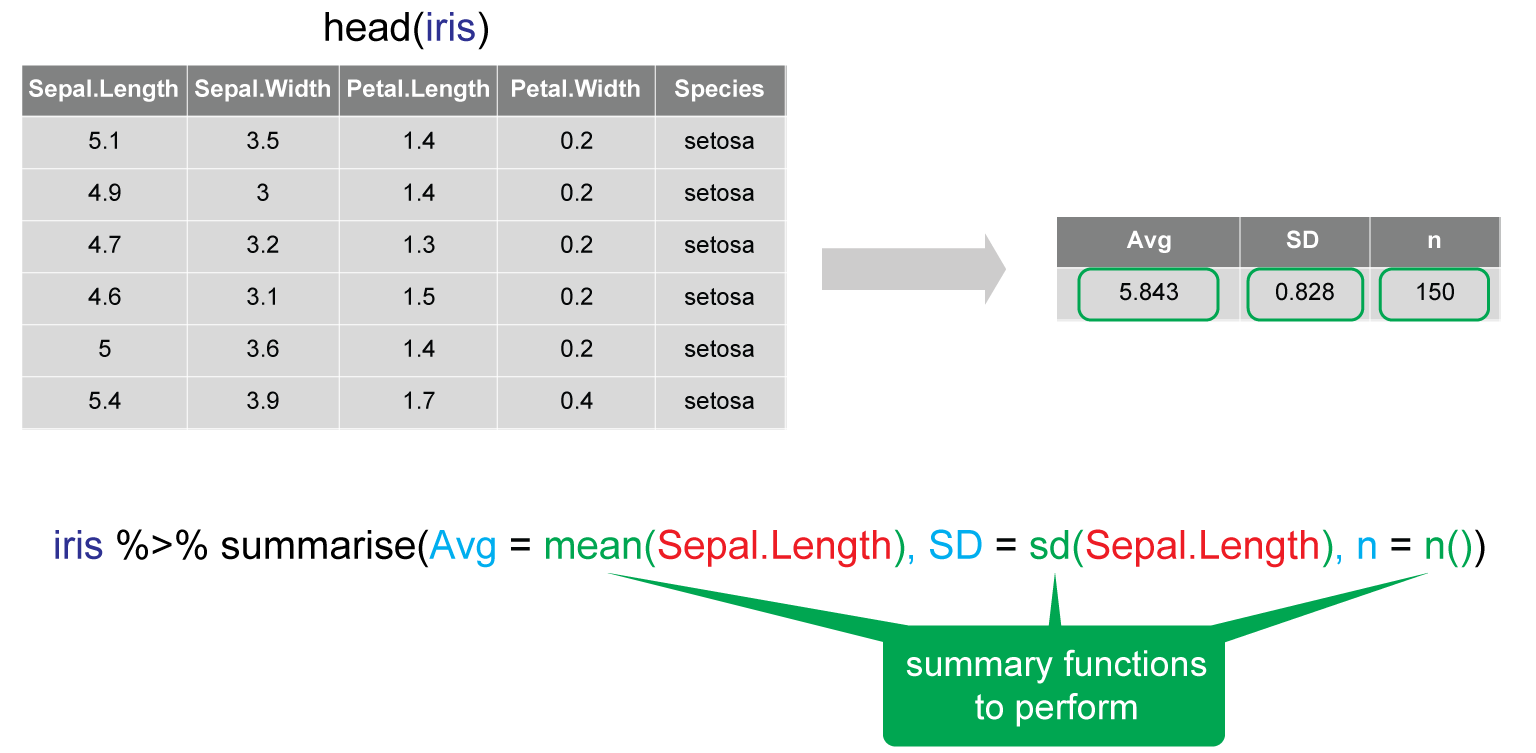 head(iris)
Sepal.Length Sepal.Width Petal.Length Petal.Width Species
5.1 3.5 1.4 0.2 setosa
4.9 3 1.4 0.2 setosa
4.7 3.2 1.3 0.2 setosa
4.6 3.1 1.5 0.2 setosa
5 3.6 1.4 0.2 setosa
5.4 3.9 1.7 0.4 setosa
Avg SD n
5.843 0.828 150
iris %>% summarise(Avg = mean(Sepal.Length), SD = sd(Sepal.Length), n = n())
summary functions
to perform